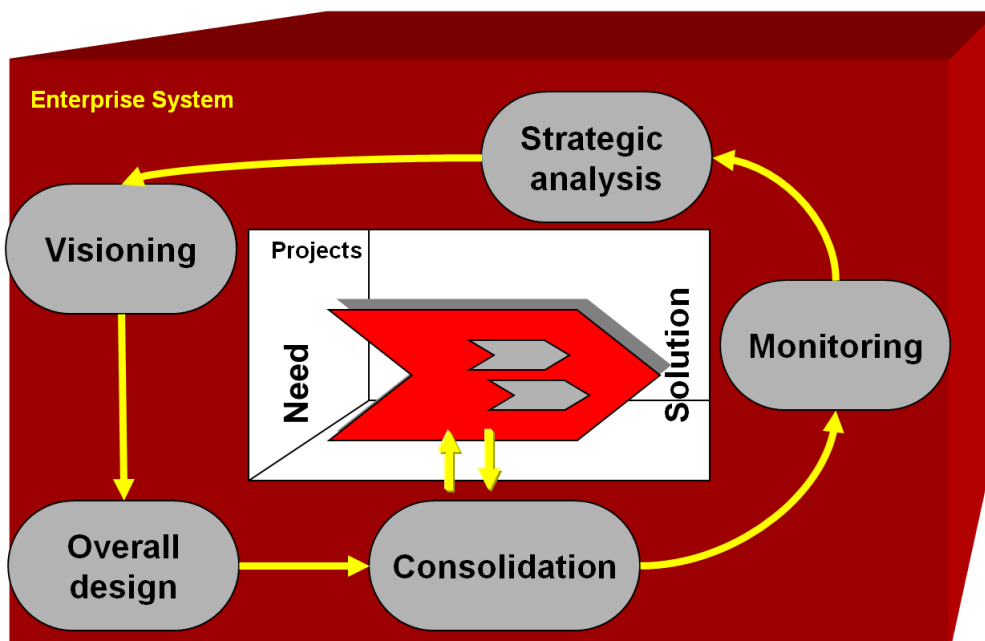 Enterprise System
Strategic
analysis
Visioning
Projects
Need
Solution
Monitoring
Overall
design
Consolidation